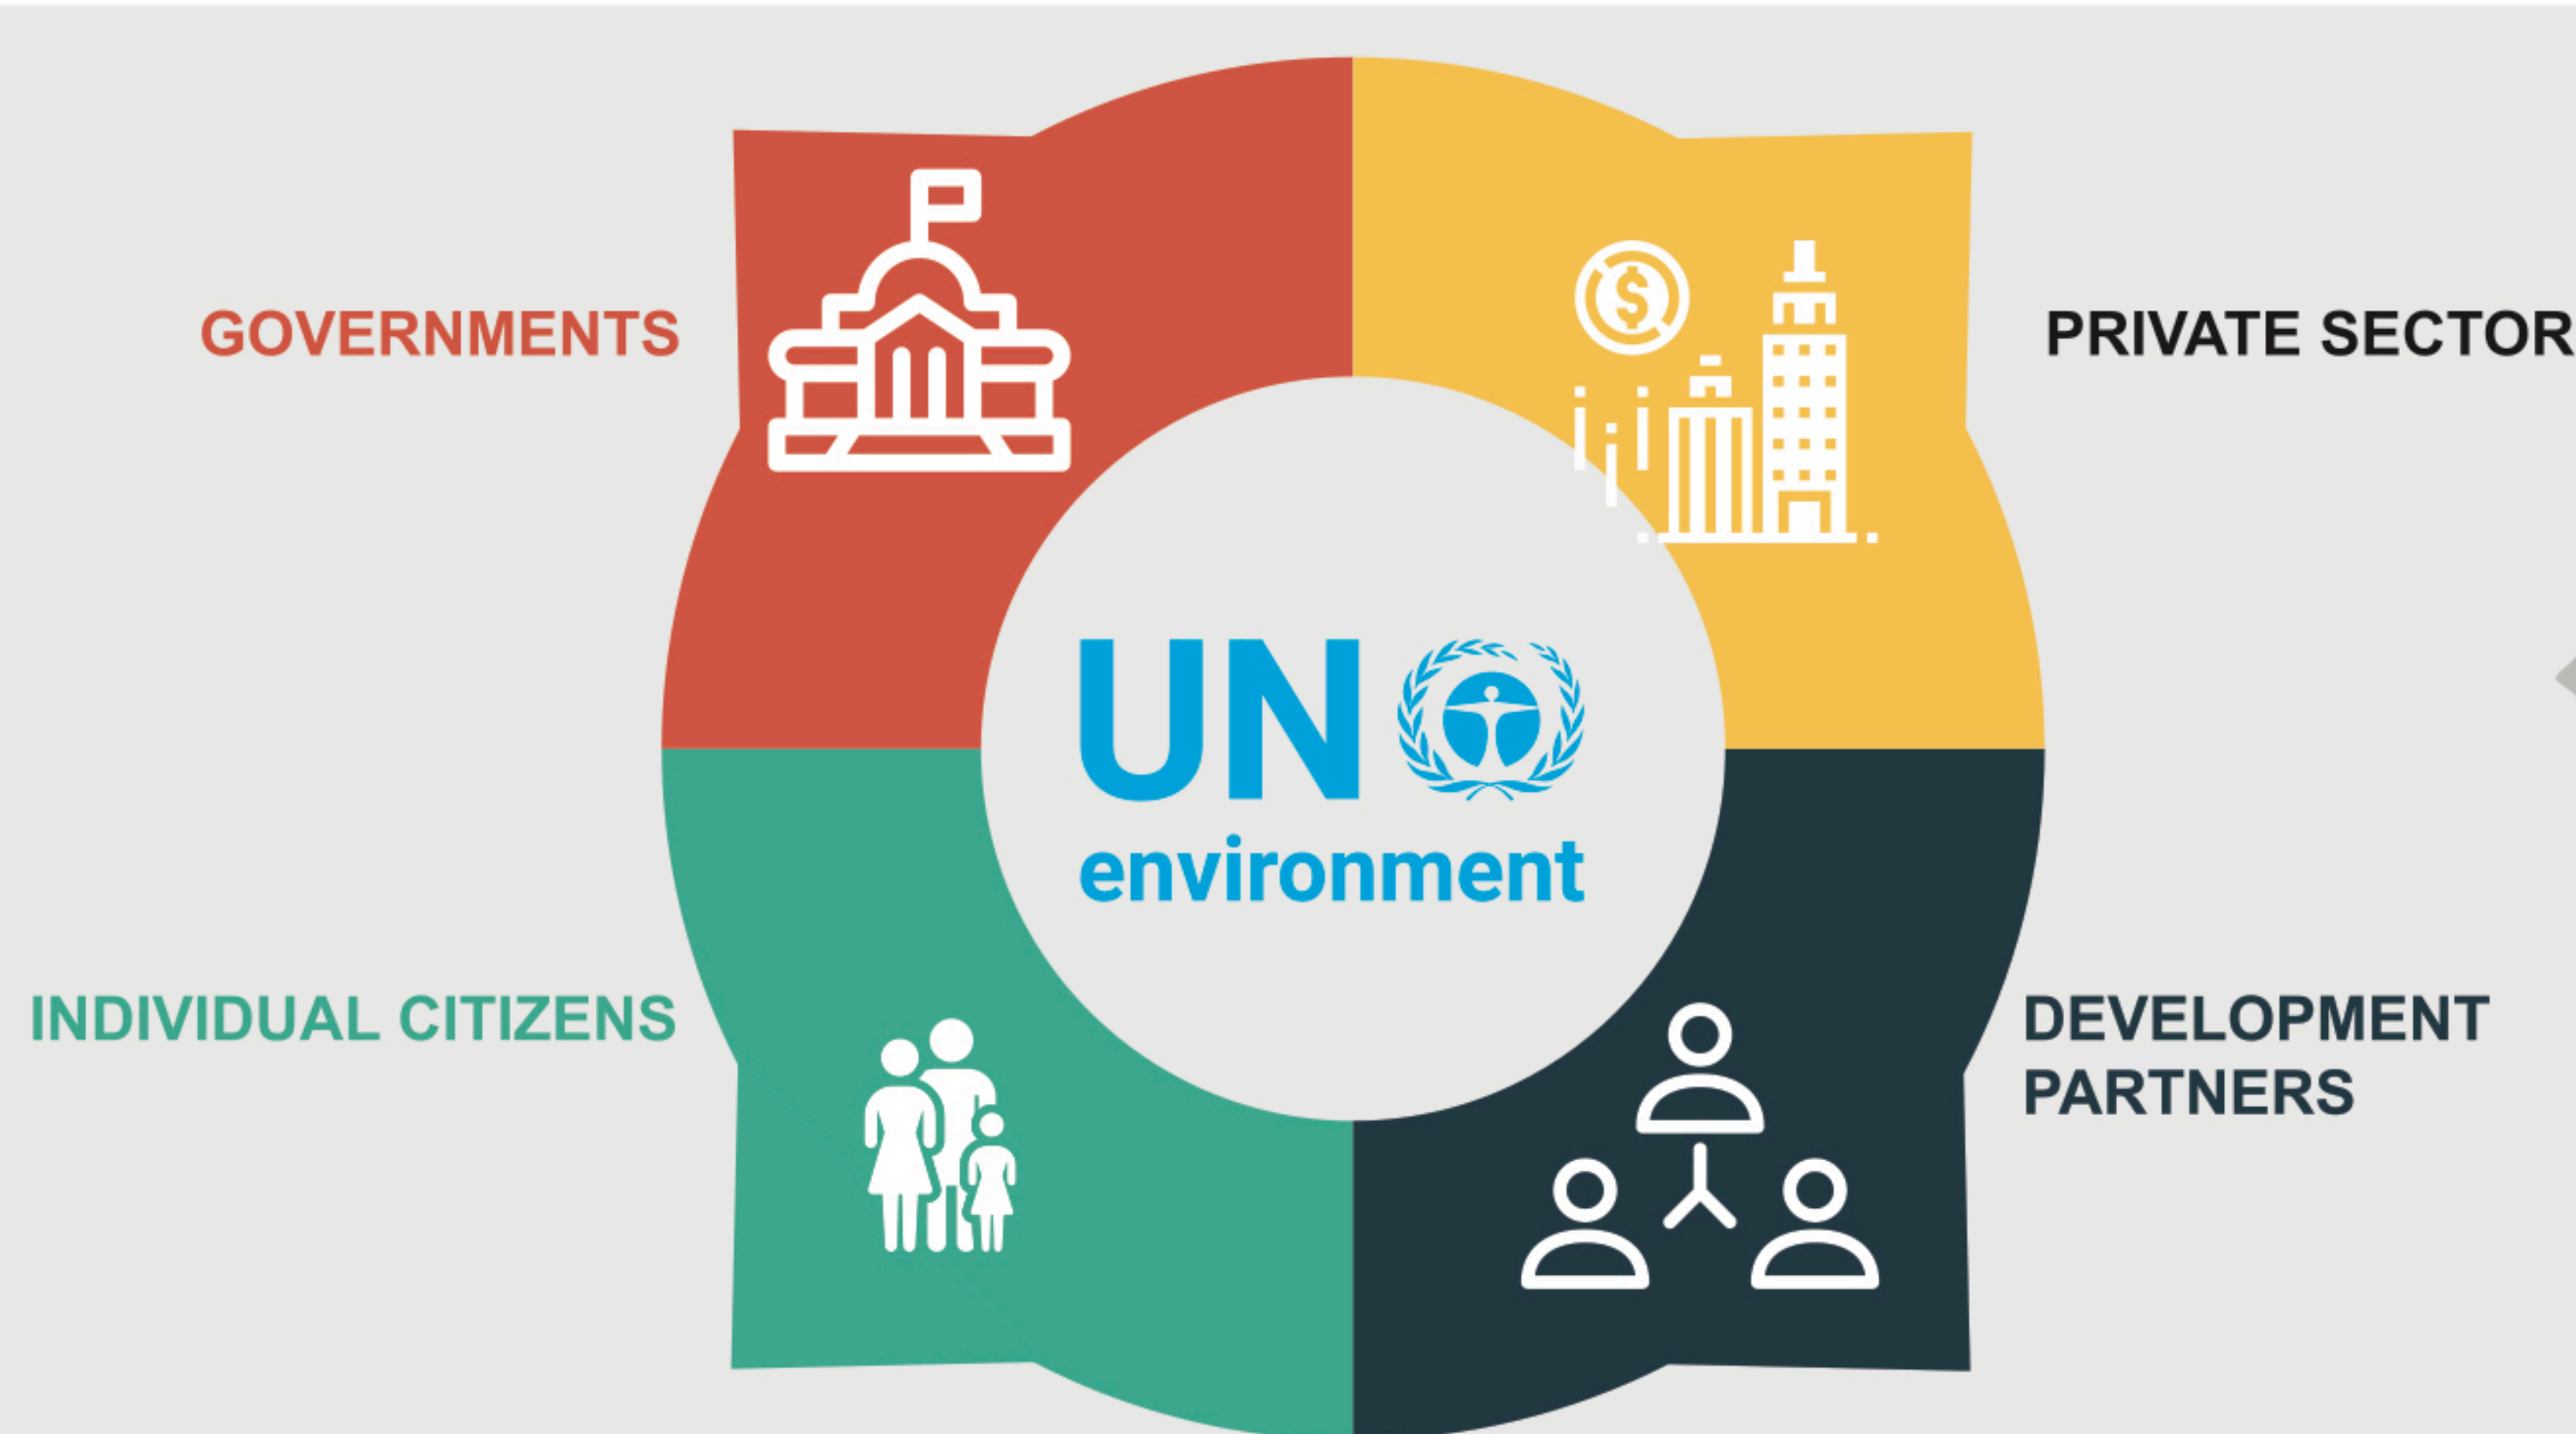 GOVERNMENTS
PRIVATE SECTOR
$
UN
environment
INDIVIDUAL CITIZENS
DEVELOPMENT
PARTNERS